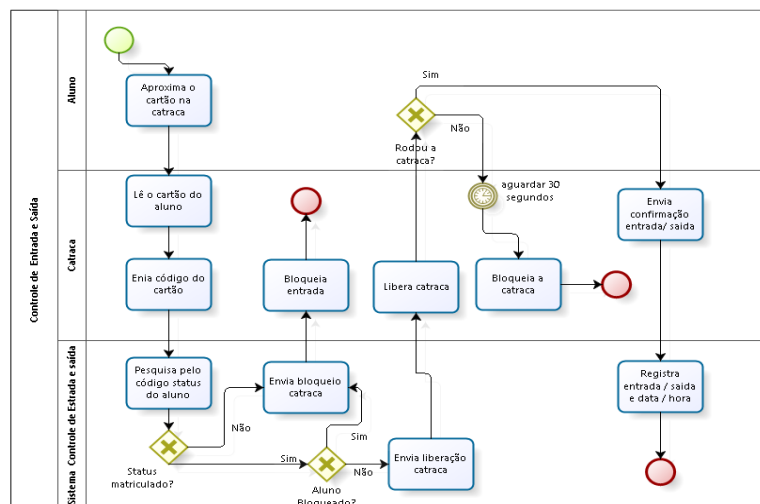 Controle de Entrada e Saída
Aluno
Aproxima o
cartão na
catraca
Sim
Não
Rodou a
catraca?
Catraca
Lê o cartão do
aluno
Enia código do
cartão
Bloqueia
entrada
Libera catraca
aguardar 30
segundos
Bloqueia a
catraca
Envia
confirmação
entrada/ saida
Sistema Controle de Estrada e saída
Pesquisa pelo
código status
do aluno
Não
Status
matriculado?
Sim
Envia bloqueio
catraca
Sim
Não
Aluno
Bloqueado?
Envia liberação
catraca
Registra
entrada / saida
e data / hora